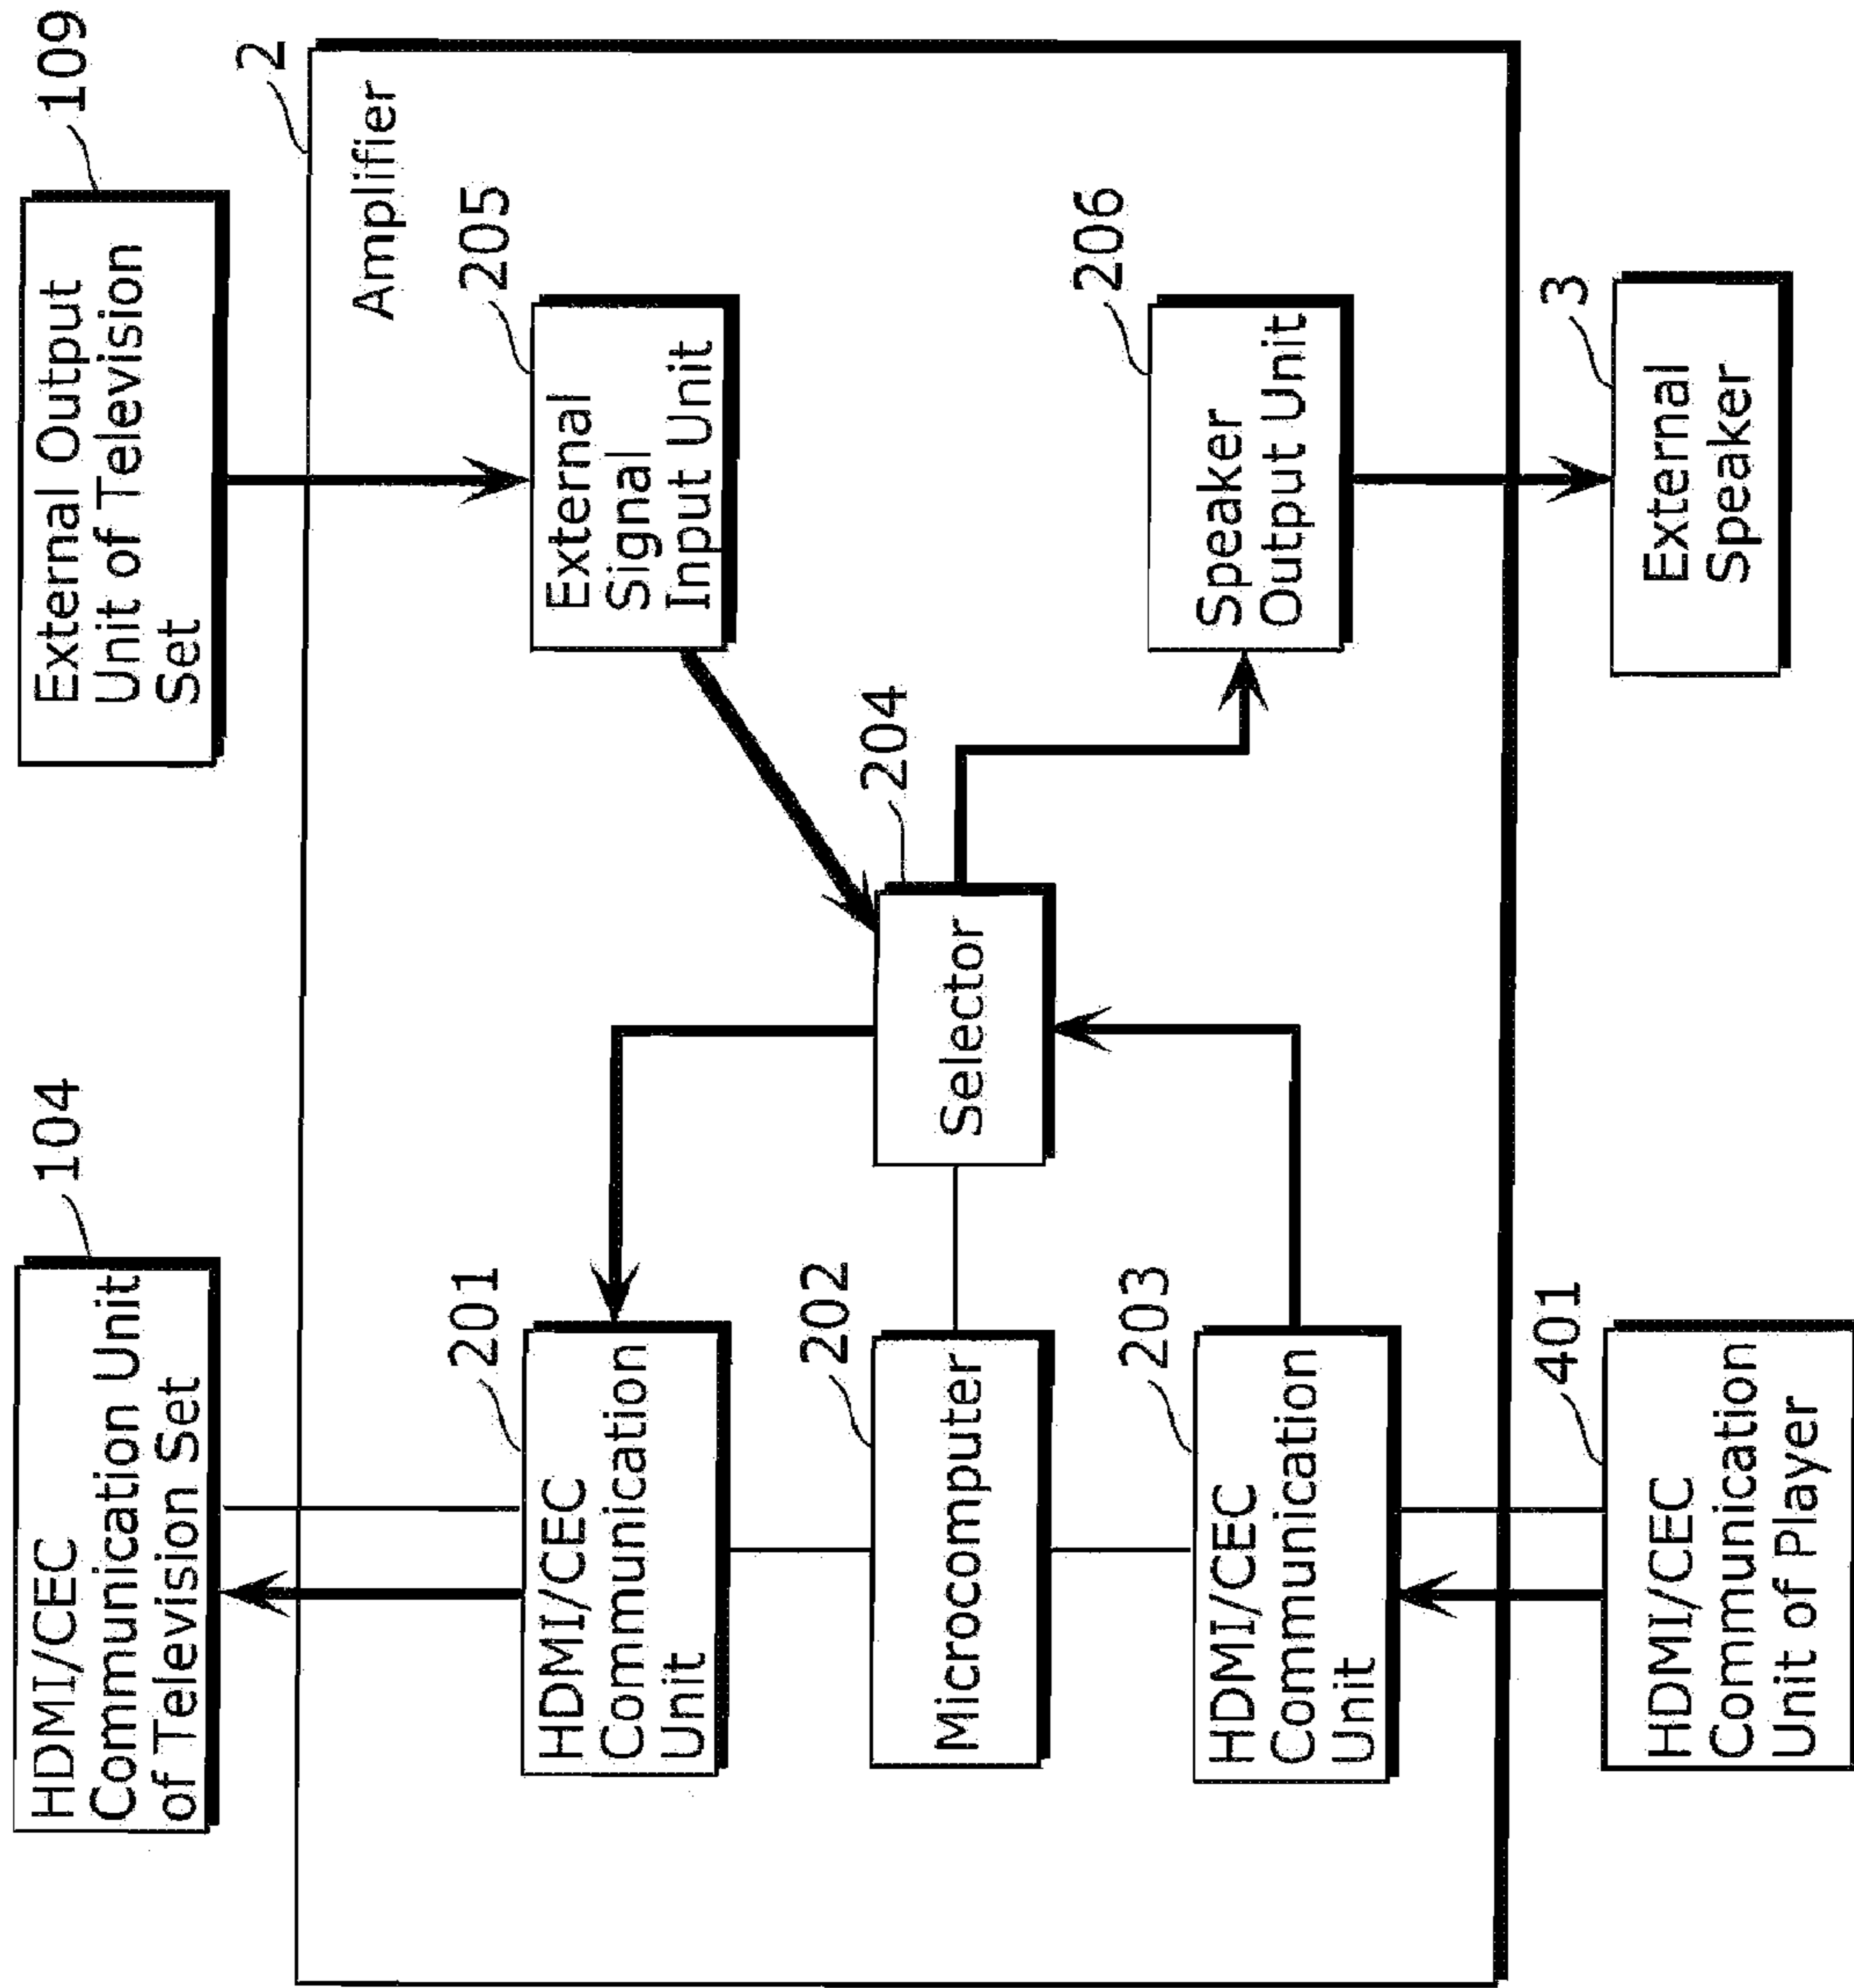 HDMI/CEC
Communication Unit
of Television Set
104
External Output
Unit of Television
Set
109
2
Amplifier
HDMI/CEC
Communication
Unit
201
External
Signal
Input Unit
205
Microcomputer
202
Selector
204
HDMI/CEC
Communication
Unit
203
Speaker
Output Unit
206
HDMI/CEC
Communication
Unit of Player
401
External
Speaker
3